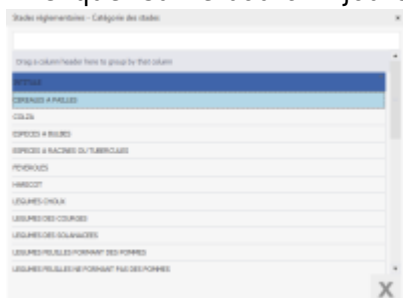 Stades réglementaires - Catégorie des stades
Drag a column header here to group by that column
CEREALES A PAILLES
COLZA
ESPECES A BULBES
ESPECES A RACINES OU TUBERCULES
FEVEROLES
HARICOT
LEGUMES CHOUX
LEGUMES DES COURGES
LEGUMES DES SOLANACEES
LEGUMES FEUILLES FORMANT DES POMMES
LEGUMES FEUILLES NE FORMANT PAS DES POMMES
X